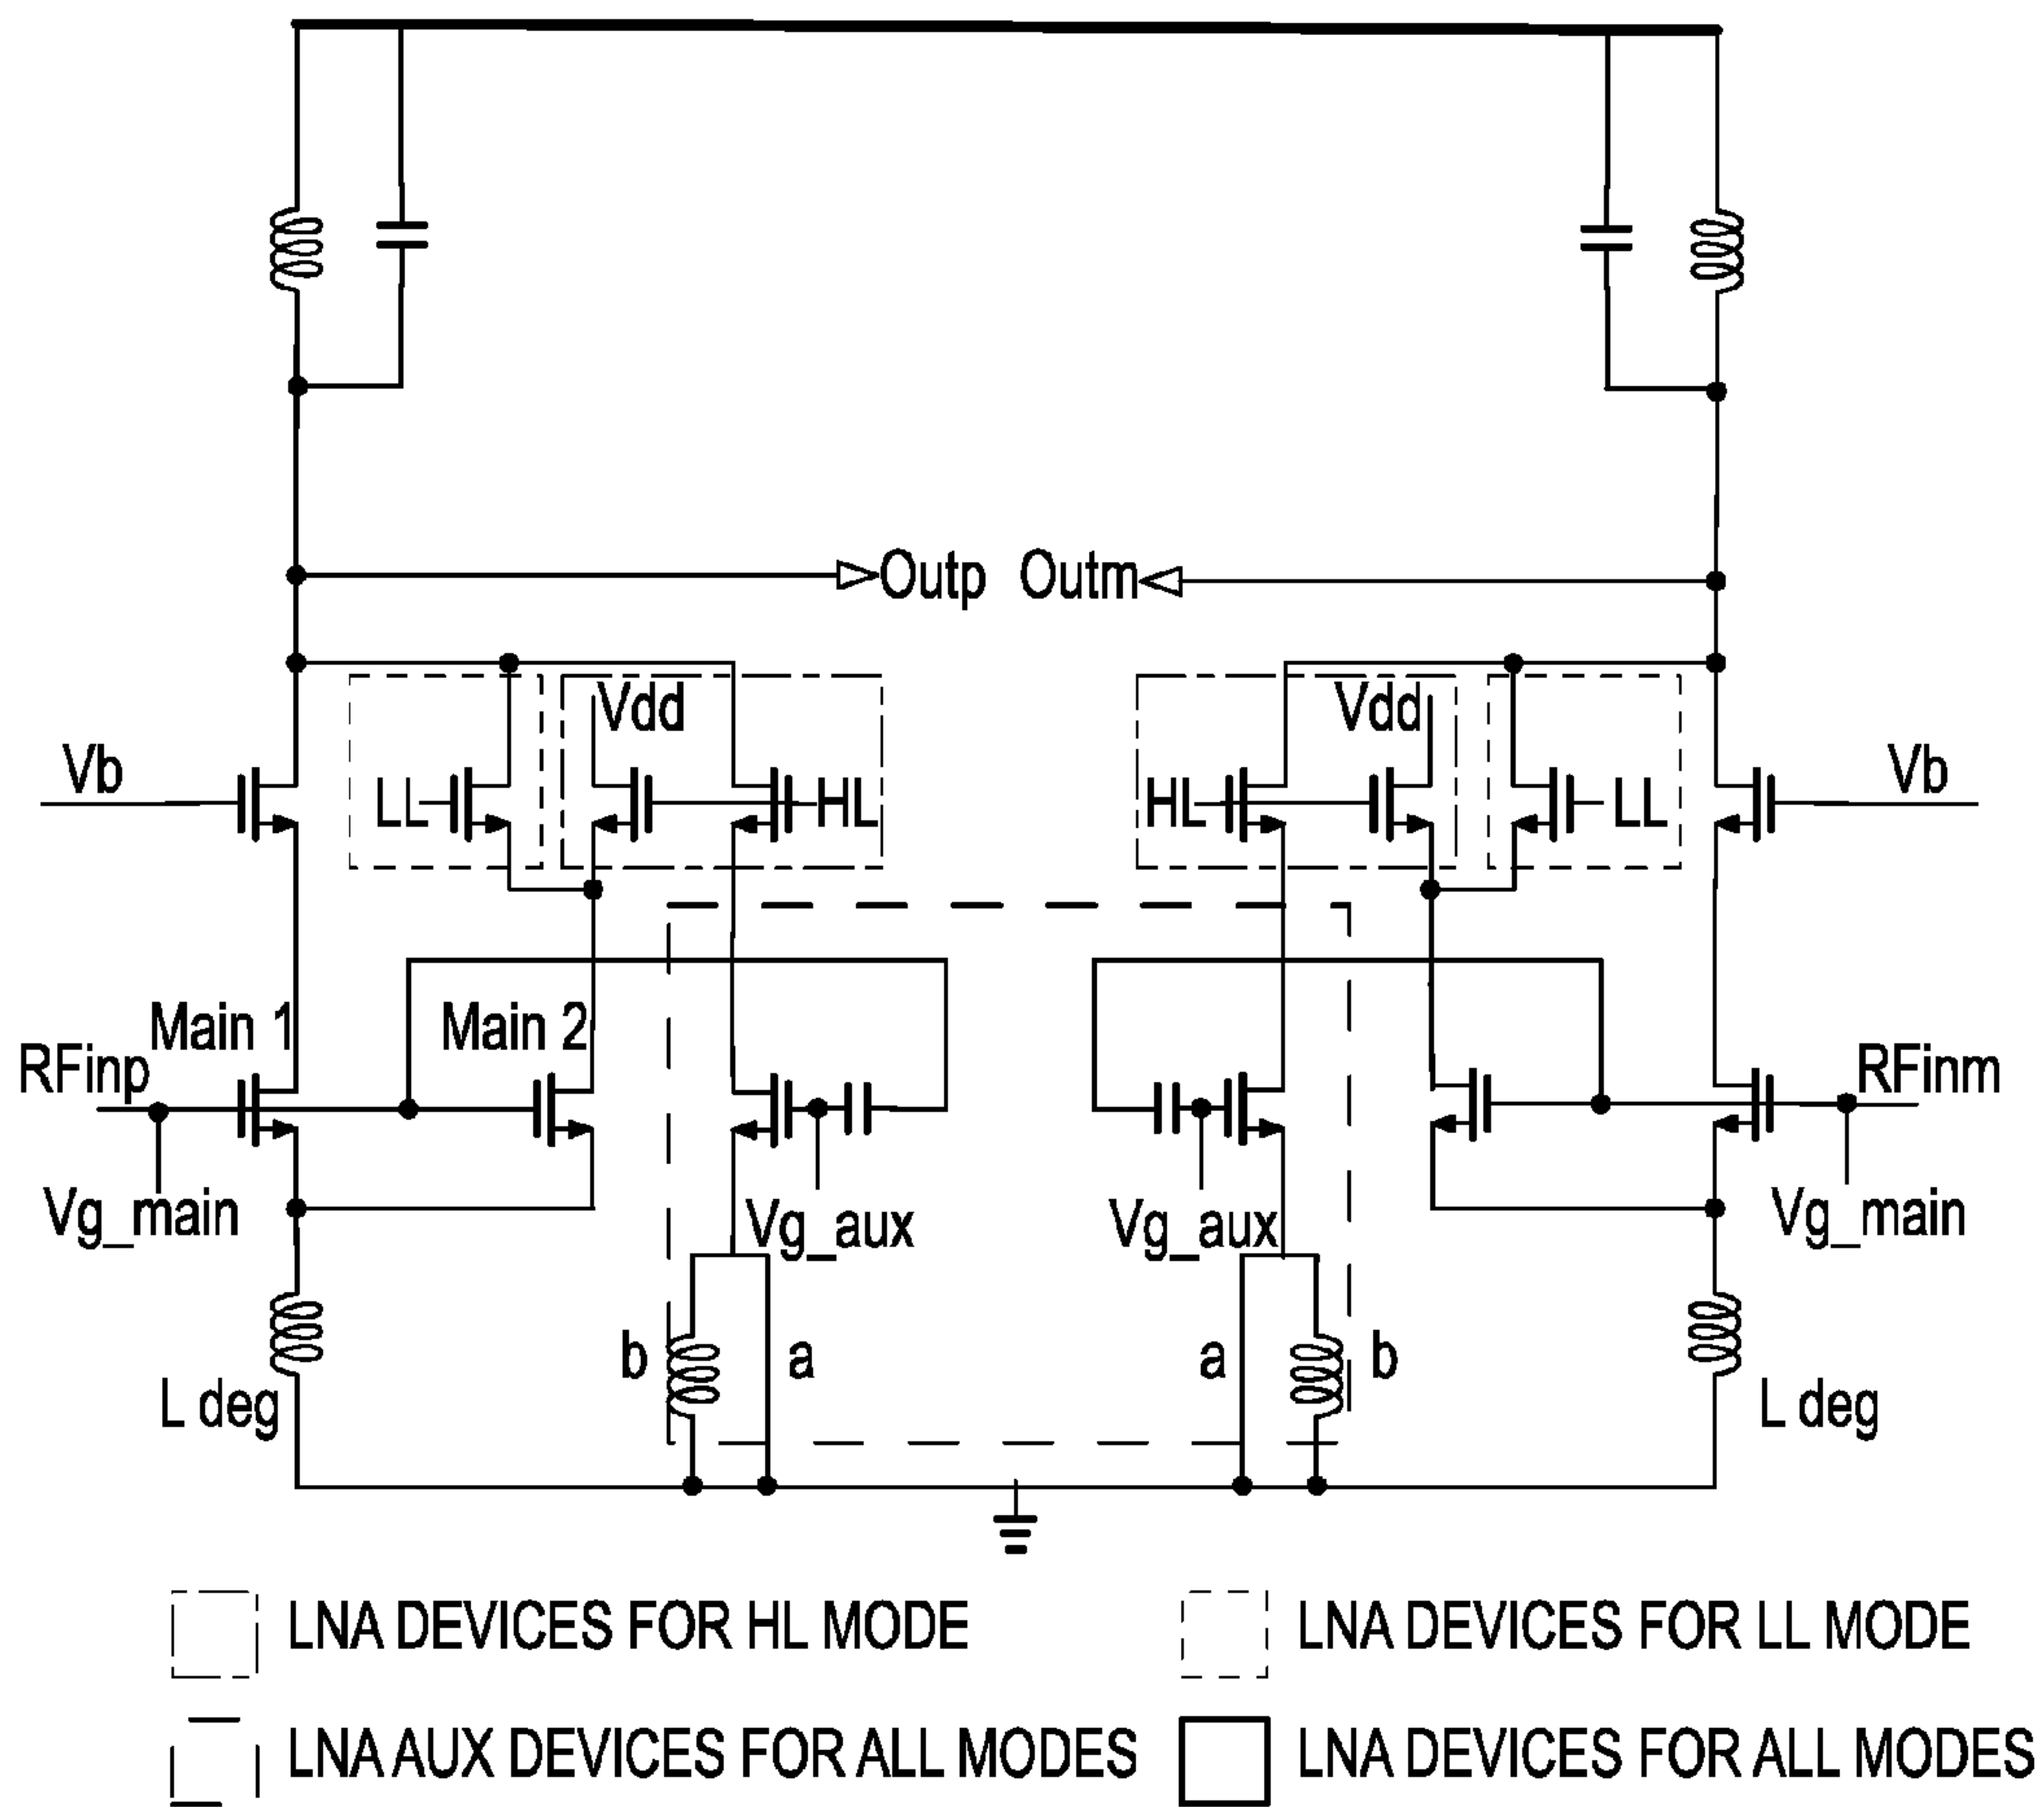 Outp Outm
Vdd Vdd
Vb LL HL HL LL Vb
Main 1 Main 2
RFinp RFinm
Vg_main Vg_aux Vg_aux Vg_main
b a a b
L deg L deg
LNA DEVICES FOR HL MODE LNA DEVICES FOR LL MODE
LNA AUX DEVICES FOR ALL MODES LNA DEVICES FOR ALL MODES